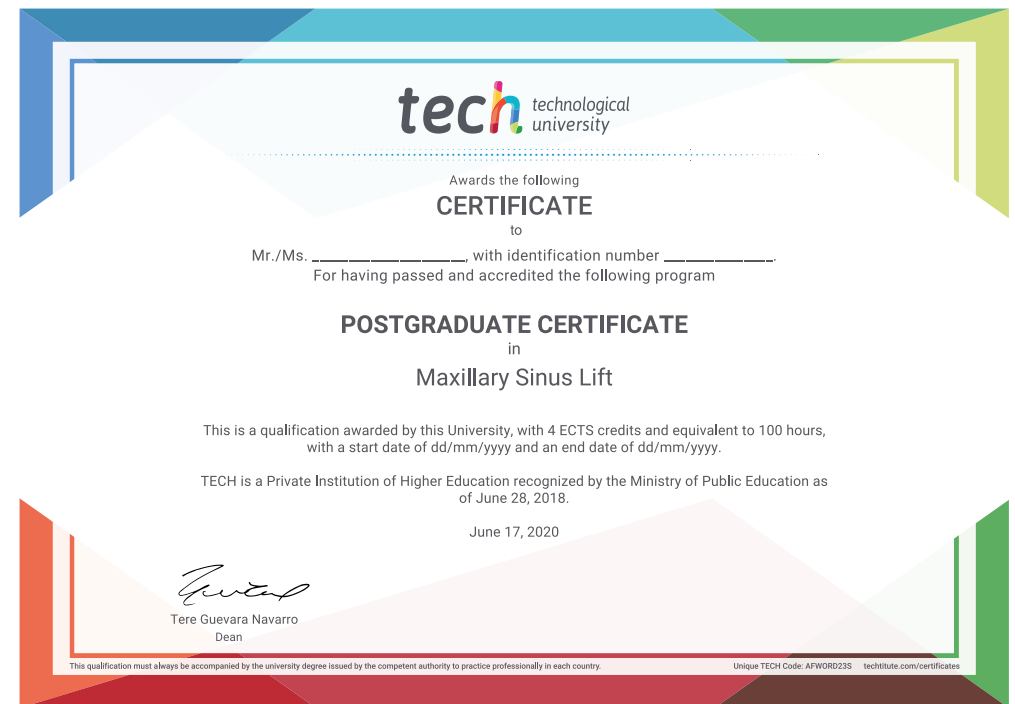 tech technological
university
Awards the following
CERTIFICATE
to
Mr./Ms. ____________________, with identification number ______________.
For having passed and accredited the following program
POSTGRADUATE CERTIFICATE
in
Maxillary Sinus Lift
This is a qualification awarded by this University, with 4 ECTS credits and equivalent to 100 hours,
with a start date of dd/mm/yyyy and an end date of dd/mm/yyyy.
TECH is a Private Institution of Higher Education recognized by the Ministry of Public Education as
of June 28, 2018.
June 17, 2020
Tere Guevara Navarro
Dean
This qualification must always be accompanied by the university degree issued by the competent authority to practice professionally in each country.
Unique TECH Code: AFWORD23S techtitute.com/certificates